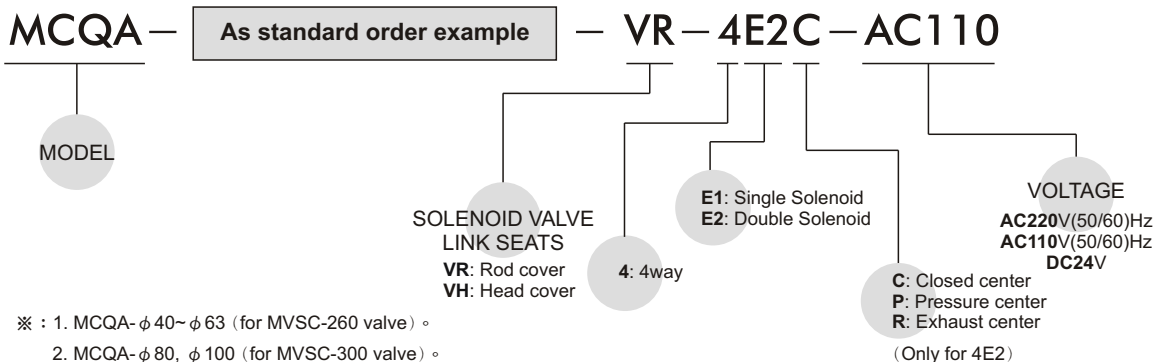 MCQA — As standard order example — VR — 4E2C — AC110
MODEL
SOLENOID VALVE
LINK SEATS
VR: Rod cover
VH: Head cover
4: 4way
E1: Single Solenoid
E2: Double Solenoid
C: Closed center
P: Pressure center
R: Exhaust center
(Only for 4E2)
VOLTAGE
AC220V(50/60)Hz
AC110V(50/60)Hz
DC24V
※ : 1. MCQA-ϕ40~ϕ63 (for MVSC-260 valve)。
2. MCQA-ϕ80, ϕ100 (for MVSC-300 valve)。